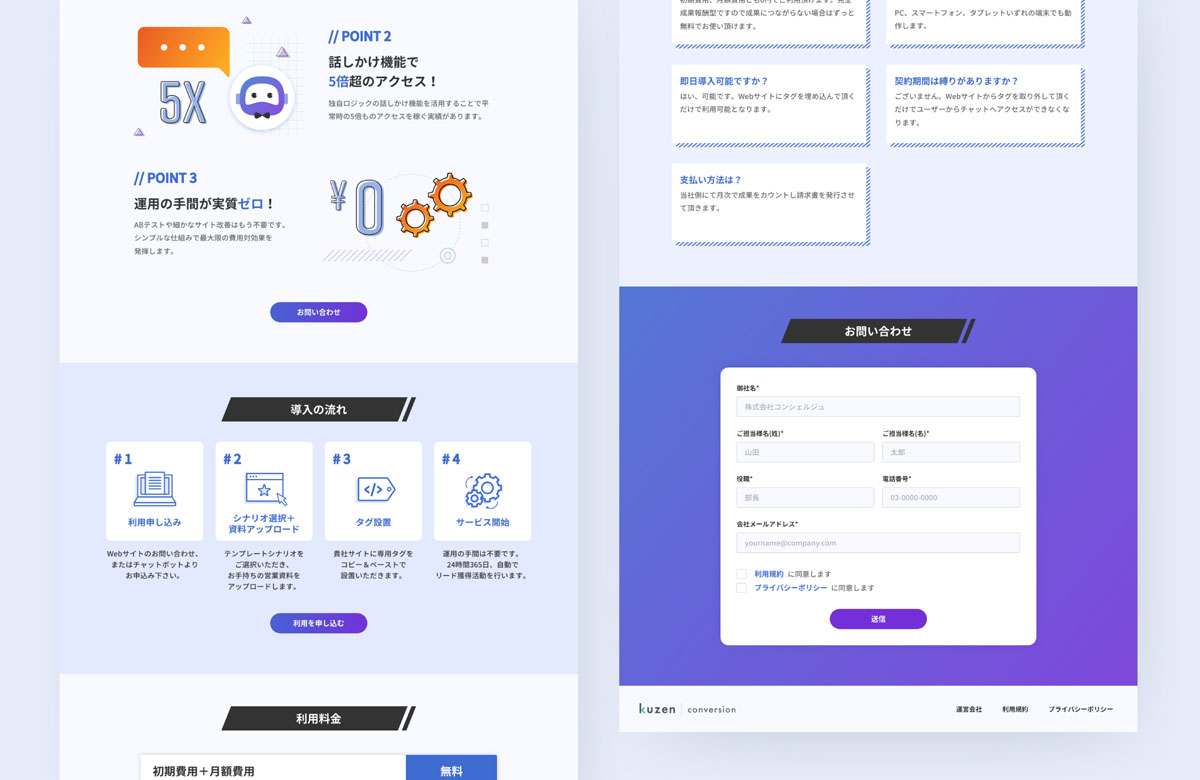 // POINT 2
話しかけ機能で
5倍超のアクセス！
独自ロジックの話しかけ機能を活用することで平
常時の5倍ものアクセスを稼ぐ実績があります。
5X
// POINT 3
運用の手間が実質ゼロ！
ABテストや細かなサイト改善はもう不要です。
シンプルな仕組みで最大限の費用対効果を
発揮します。
¥0
お問い合わせ
導入の流れ
#1
利用申し込み
Webサイトのお問い合わせ、
またはチャットボットより
お申込み下さい。
#2
シナリオ選択＋
資料アップロード
テンプレートシナリオを
ご選択いただき、
お手持ちの営業資料を
アップロードします。
#3
</>
タグ設置
貴社サイトに専用タグを
コピー＆ペーストで
設置いただきます。
#4
サービス開始
運用の手間は不要です。
24時間365日、自動で
リード獲得活動を行います。
利用を申し込む
利用料金
初期費用＋月額費用
無料
成果報酬型ですので成果につながらない場合はずっと
無料でお使い頂けます。
PC、スマートフォン、タブレットいずれの端末でも動
作します。
即日導入可能ですか？
はい、可能です。Webサイトにタグを埋め込んで頂く
だけで利用可能となります。
契約期間は縛りがありますか？
ございません。Webサイトからタグを取り外して頂く
だけでユーザーからチャットへアクセスができなくな
ります。
支払い方法は？
当社側にて月次で成果をカウントし請求書を発行させ
て頂きます。
お問い合わせ
御社名*
株式会社コンシェルジュ
ご担当様名(姓)*
ご担当様名(名)*
山田
太郎
役職*
電話番号*
部長
03-0000-0000
会社メールアドレス*
yourname@company.com
利用規約 に同意します
プライバシーポリシー に同意します
送信
kuzen | conversion
運営会社
利用規約
プライバシーポリシー